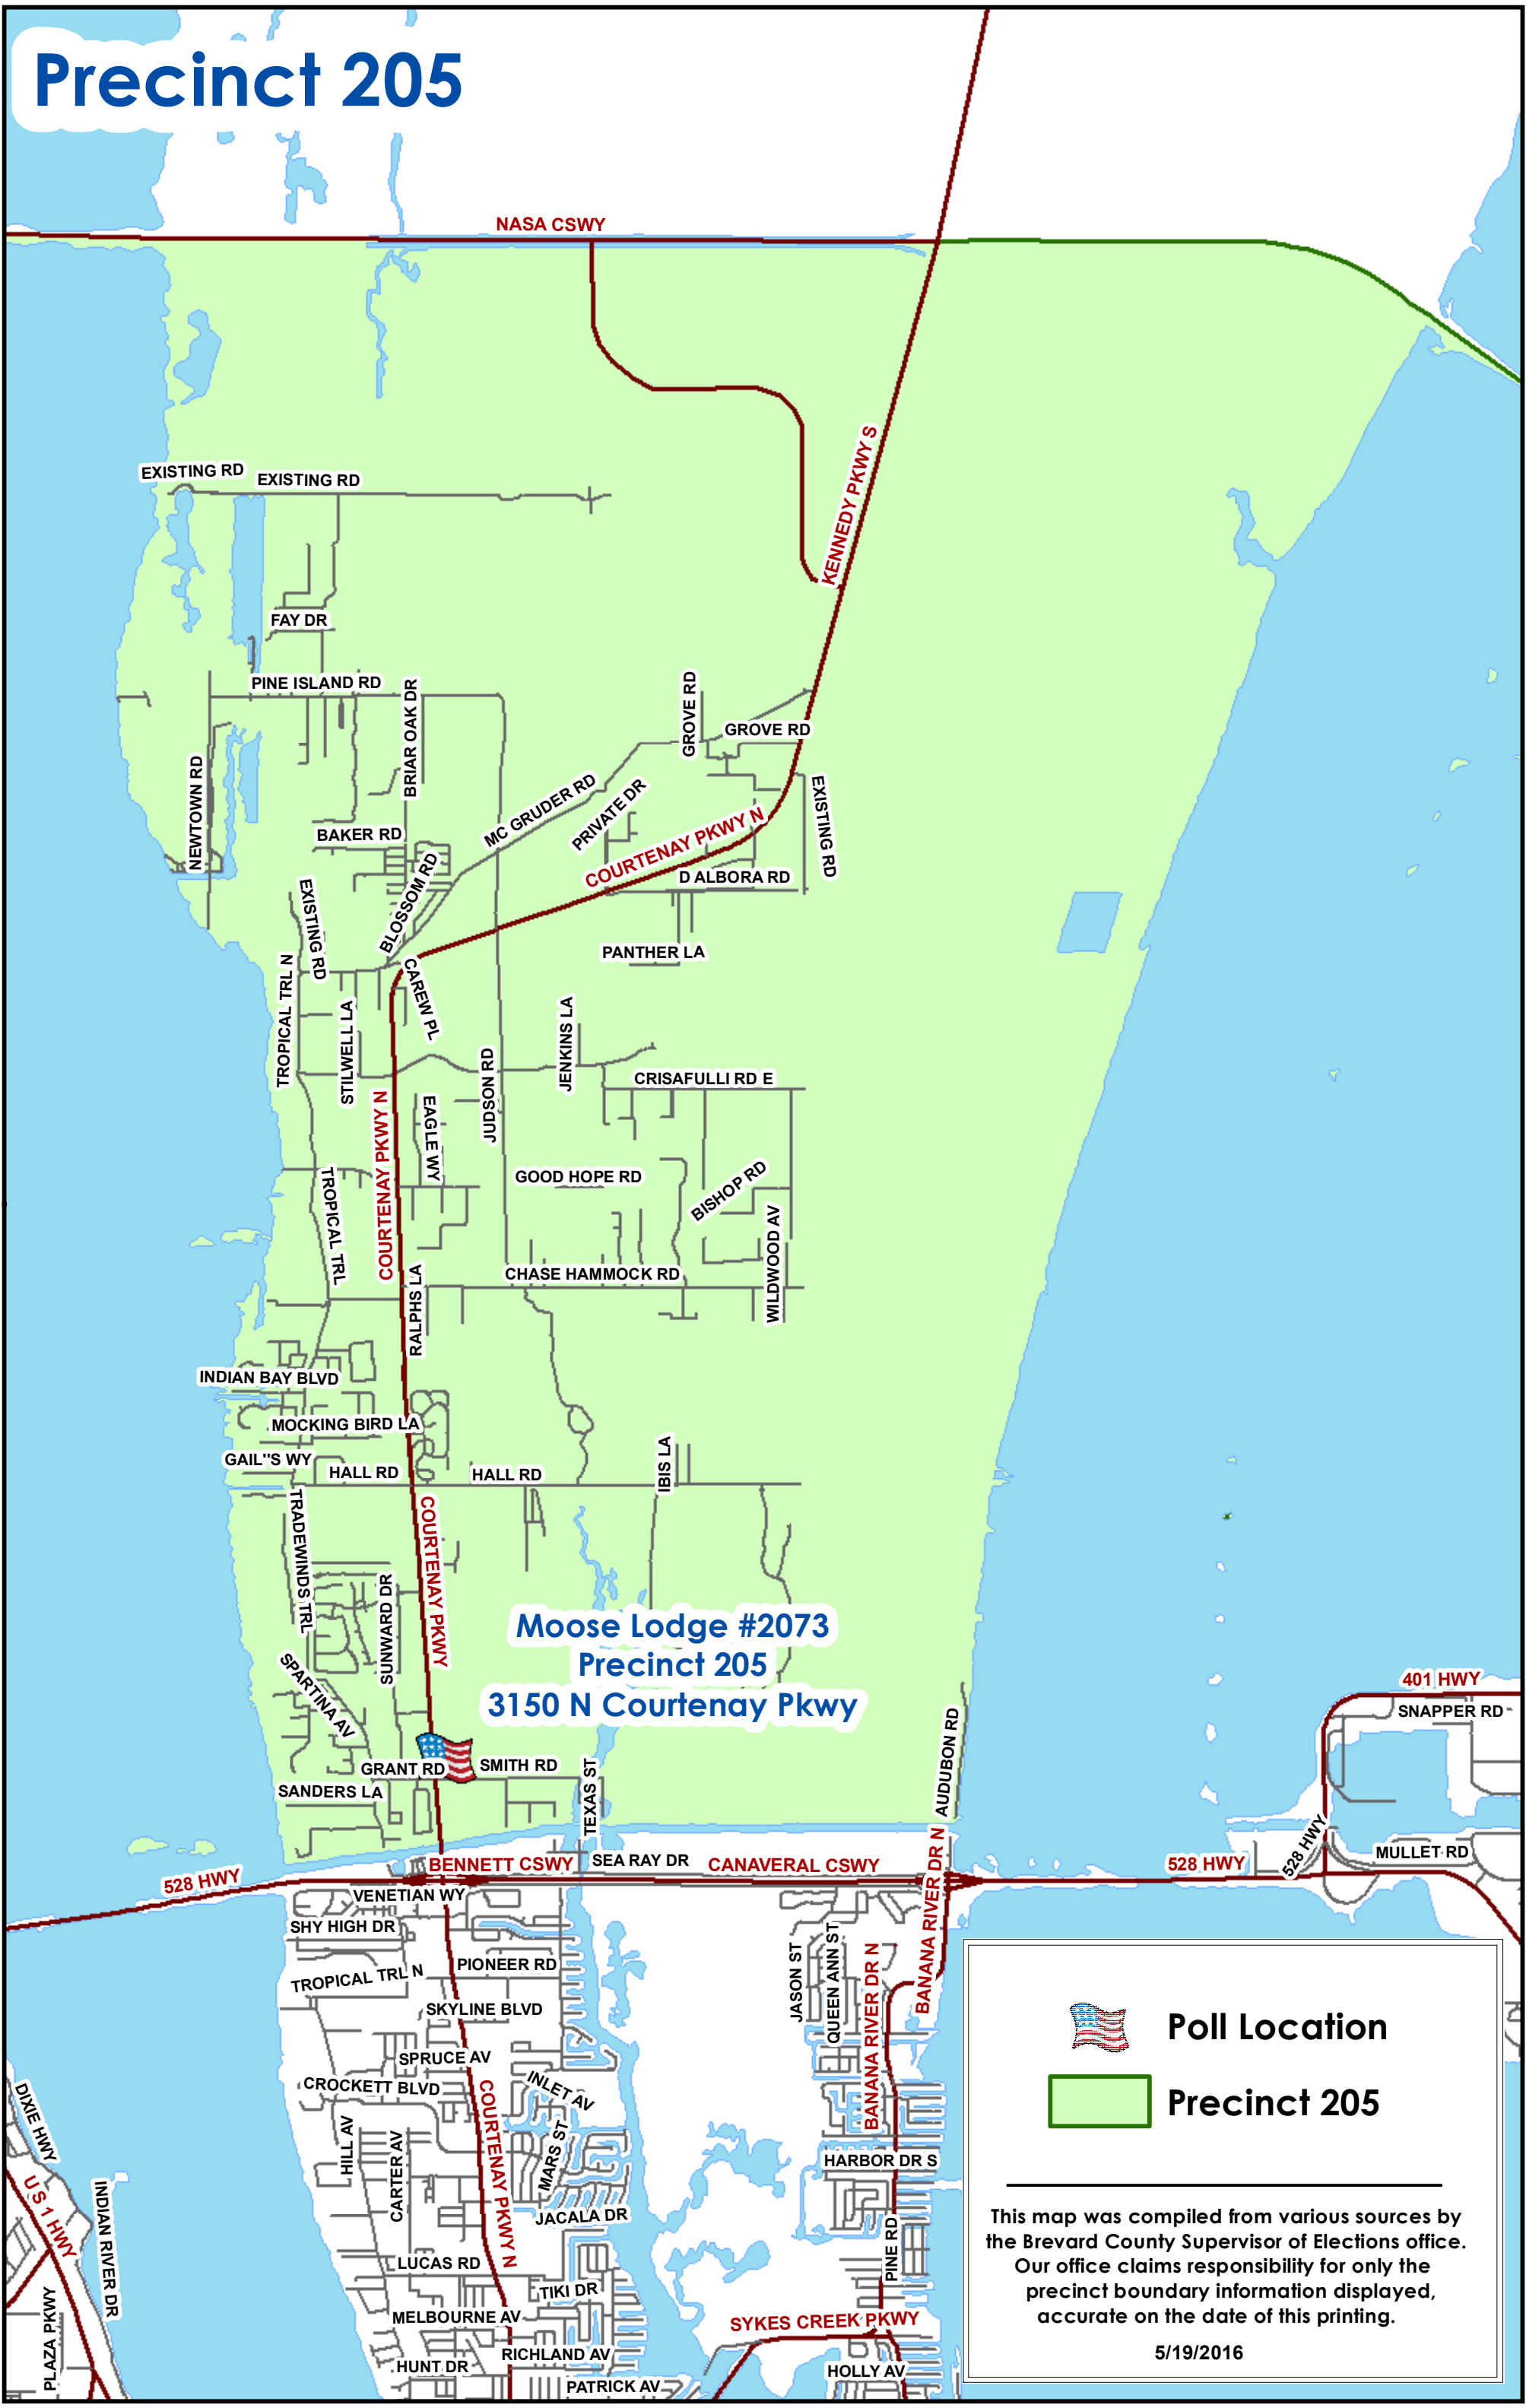 Precinct 205
NASA CSWY
KENNEDY PKWY S
EXISTING RD
EXISTING RD
FAY DR
PINE ISLAND RD
BRIAR OAK DR
GROVE RD
GROVE RD
NEWTOWN RD
MC GRUDER RD
PRIVATE DR
EXISTING RD
BAKER RD
COURTENAY PKWY N
BLOSSOM RD
D ALBORA RD
EXISTING RD
PANTHER LA
TROPICAL TRL N
CAREW PL
STILWELL LA
JENKINS LA
JUDSON RD
CRISAFULLI RD E
COURTENAY PKWY N
EAGLE WY
GOOD HOPE RD
BISHOP RD
TROPICAL TRL
WILDWOOD AV
CHASE HAMMOCK RD
RALPHS LA
INDIAN BAY BLVD
MOCKING BIRD LA
GAIL"S WY
HALL RD
HALL RD
IBIS LA
TRADEWINDS TRL
COURTENAY PKWY
SUNWARD DR
Moose Lodge #2073
Precinct 205
3150 N Courtenay Pkwy
SPARTINA AV
401 HWY
SNAPPER RD
AUDUBON RD
GRANT RD
SMITH RD
TEXAS ST
SANDERS LA
528 HWY
BENNETT CSWY
SEA RAY DR
CANAVERAL CSWY
BANANA RIVER DR N
528 HWY
528 HWY
MULLET RD
VENETIAN WY
SHY HIGH DR
TROPICAL TRL N
PIONEER RD
JASON ST
QUEEN ANN ST
BANANA RIVER DR N
SKYLINE BLVD
SPRUCE AV
CROCKETT BLVD
INLET AV
COURTENAY PKWY N
HILL AV
CARTER AV
MARS ST
HARBOR DR S
JACALA DR
PINE RD
DIXIE HWY
U S 1 HWY
INDIAN RIVER DR
PLAZA PKWY
LUCAS RD
TIKI DR
MELBOURNE AV
SYKES CREEK PKWY
RICHLAND AV
HUNT DR
HOLLY AV
PATRICK AV
Poll Location
Precinct 205
This map was compiled from various sources by
the Brevard County Supervisor of Elections office.
Our office claims responsibility for only the
precinct boundary information displayed,
accurate on the date of this printing.
5/19/2016